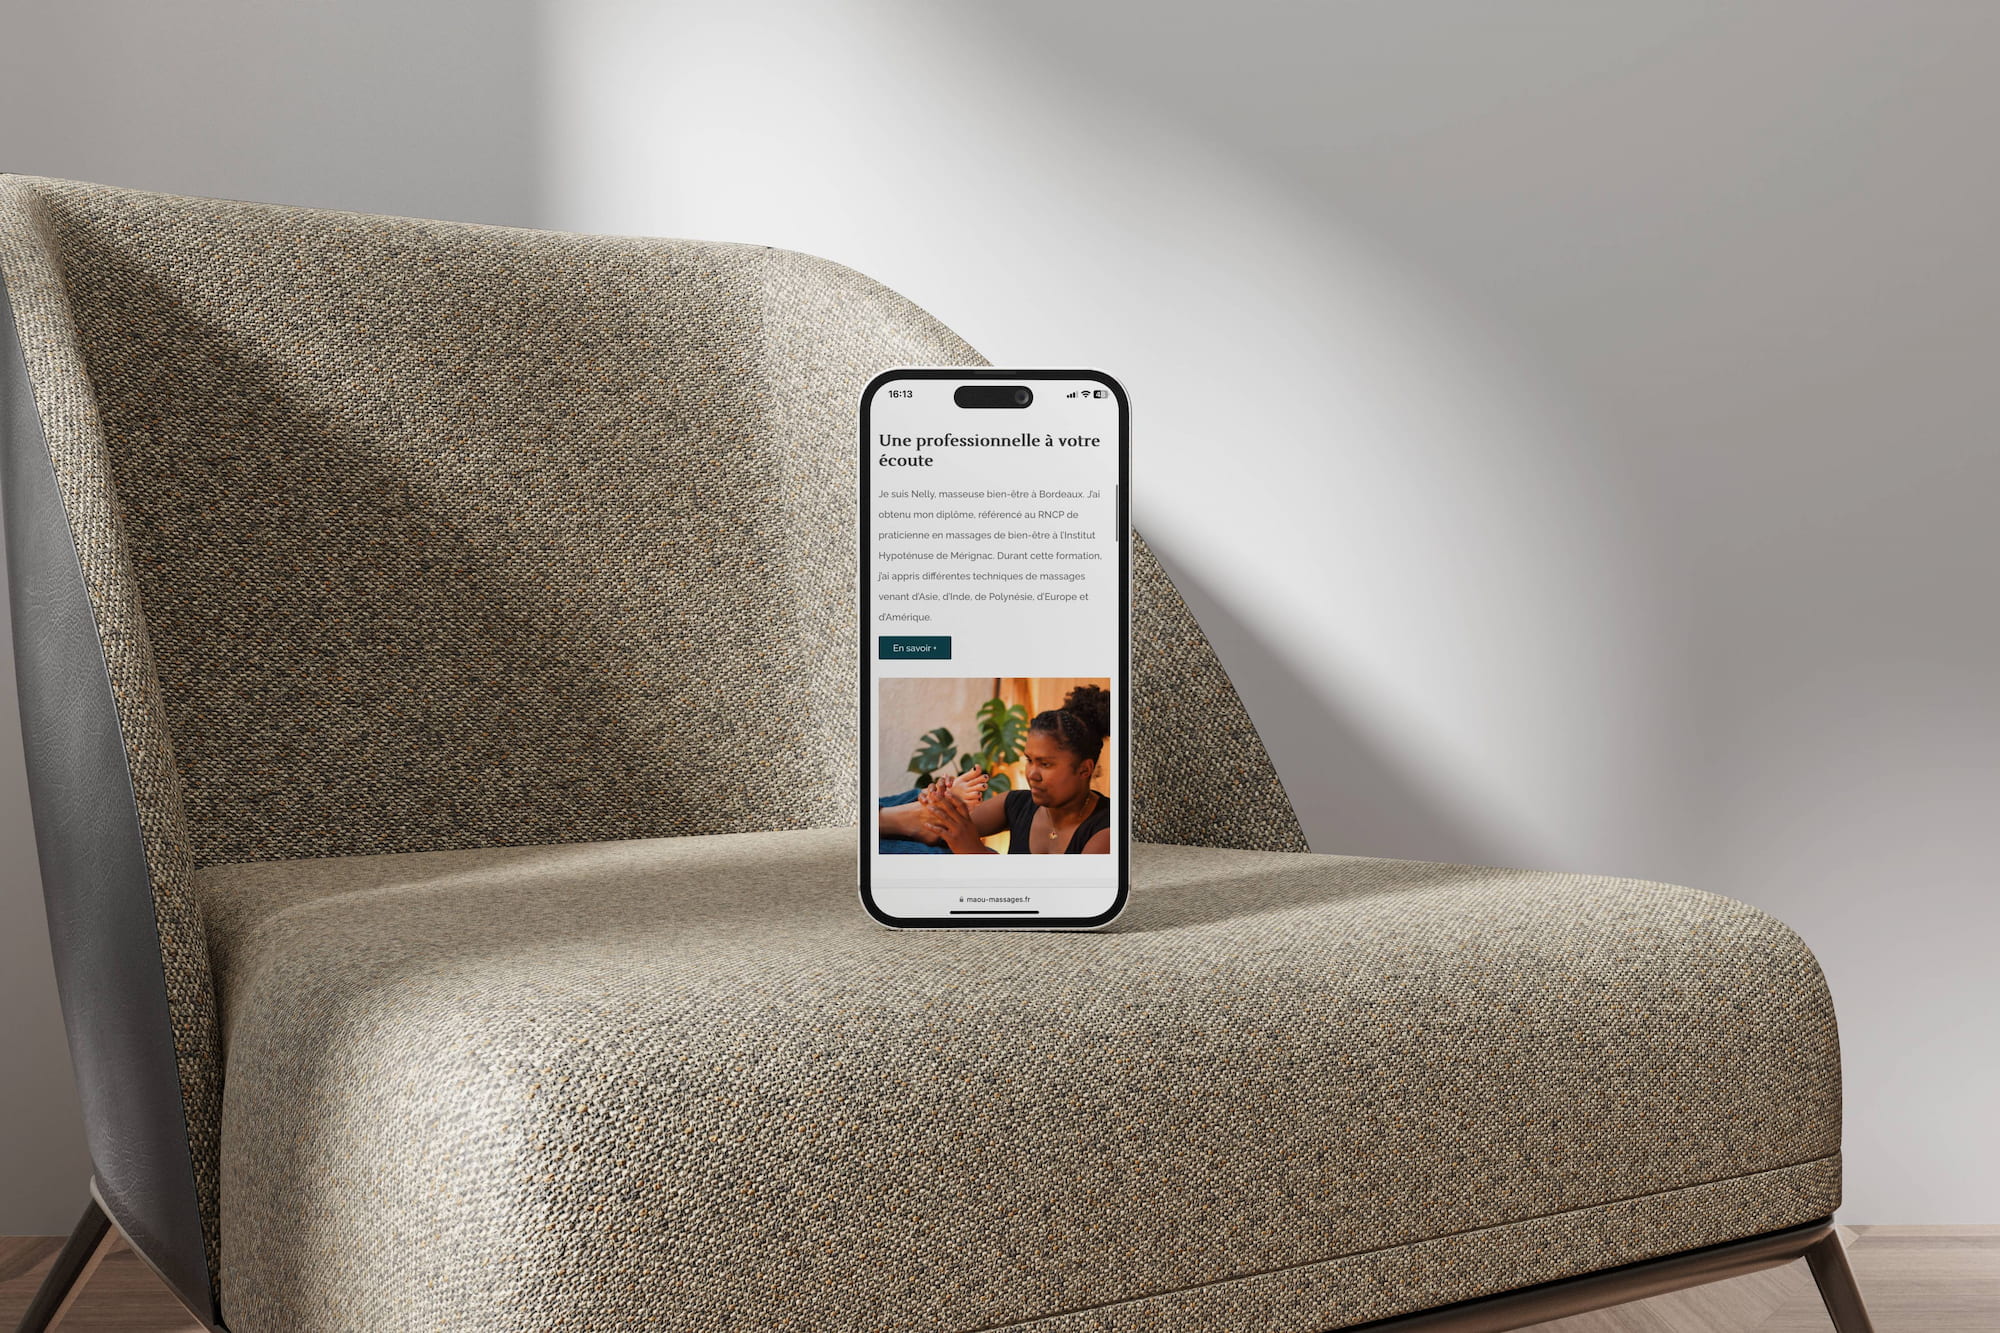 16:13
Une professionnelle à votre
écoute
Je suis Nelly, masseuse bien-être à Bordeaux. J'ai
obtenu mon diplôme, référencé au RNCP de
praticienne en massages de bien-être à l'Institut
Hypoténuse de Mérignac. Durant cette formation,
j'ai appris différentes techniques de massages
venant d'Asie, d'Inde, de Polynésie, d'Europe et
d'Amérique.
En savoir +
maou-massages.fr